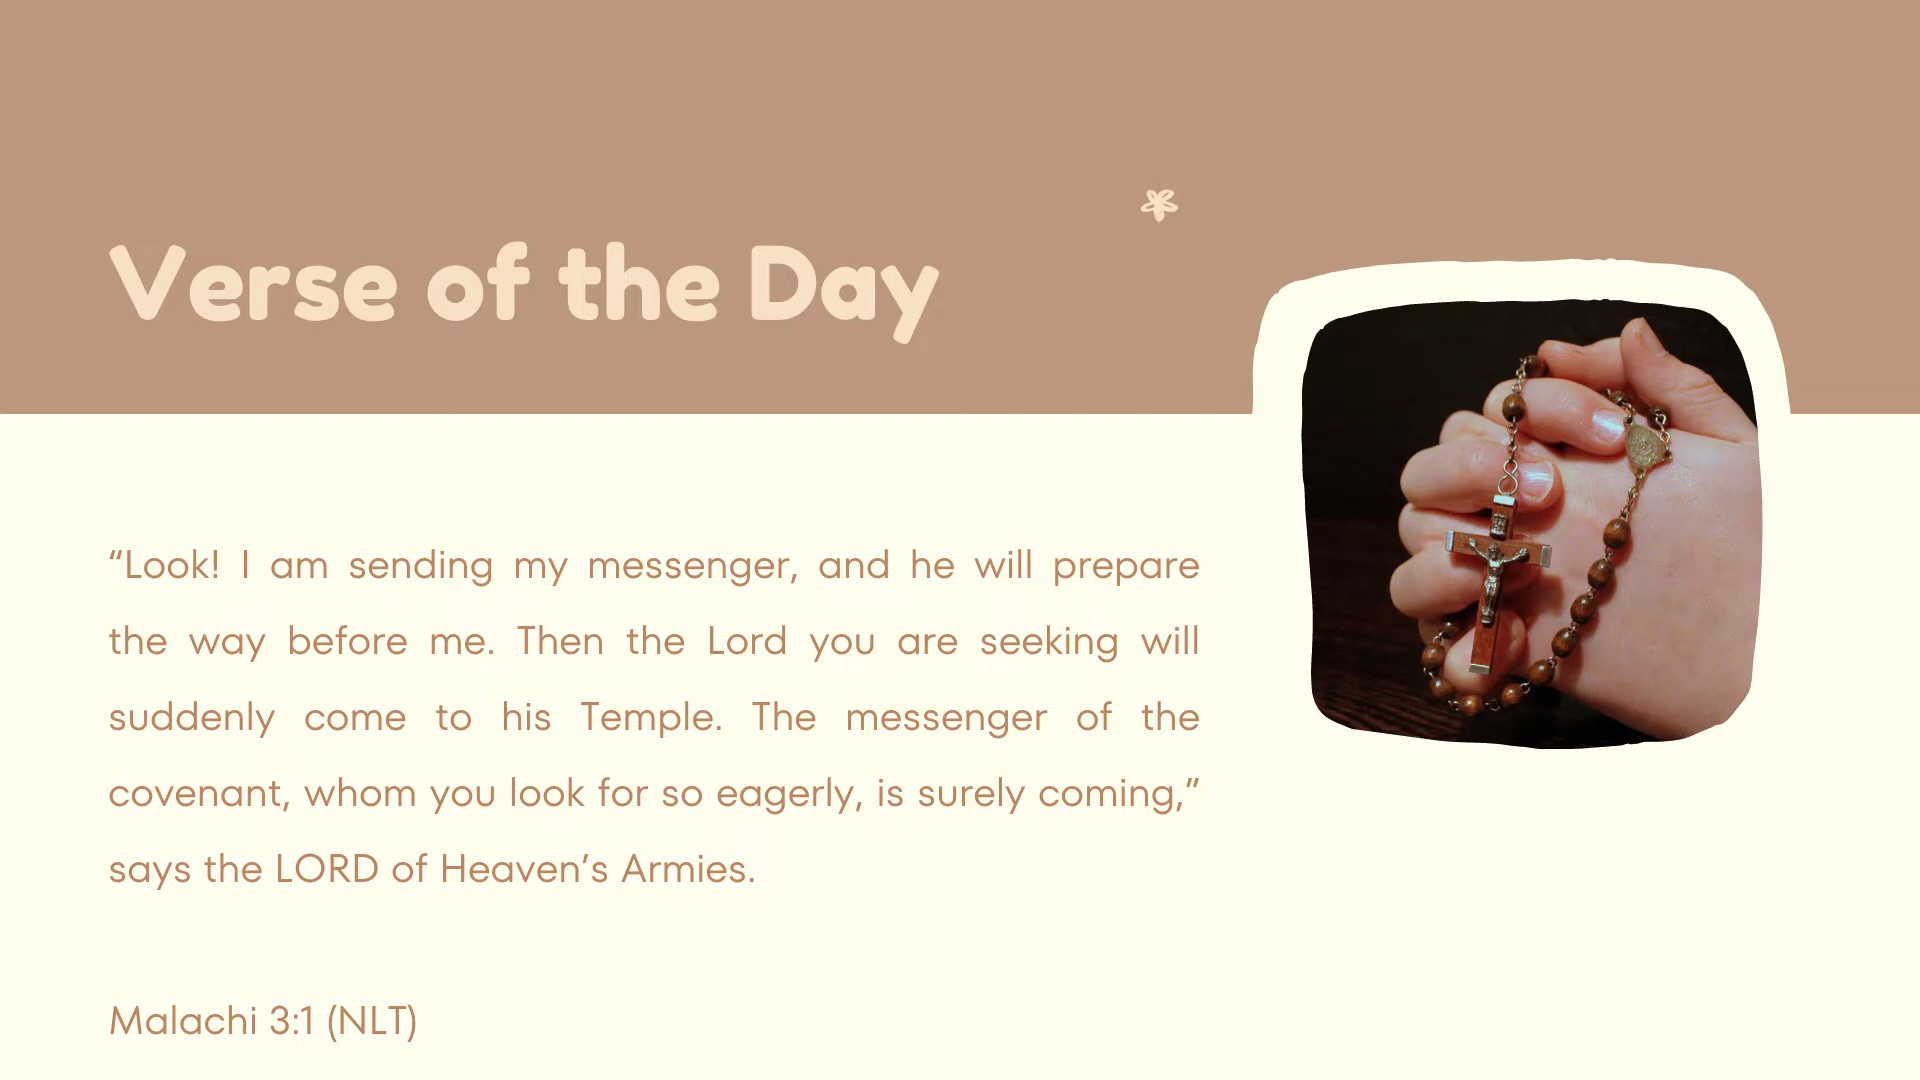 Verse of the Day
“Look! I am sending my messenger, and he will prepare
the way before me. Then the Lord you are seeking will
suddenly come to his Temple. The messenger of the
covenant, whom you look for so eagerly, is surely coming,”
says the LORD of Heaven’s Armies.
Malachi 3:1 (NLT)